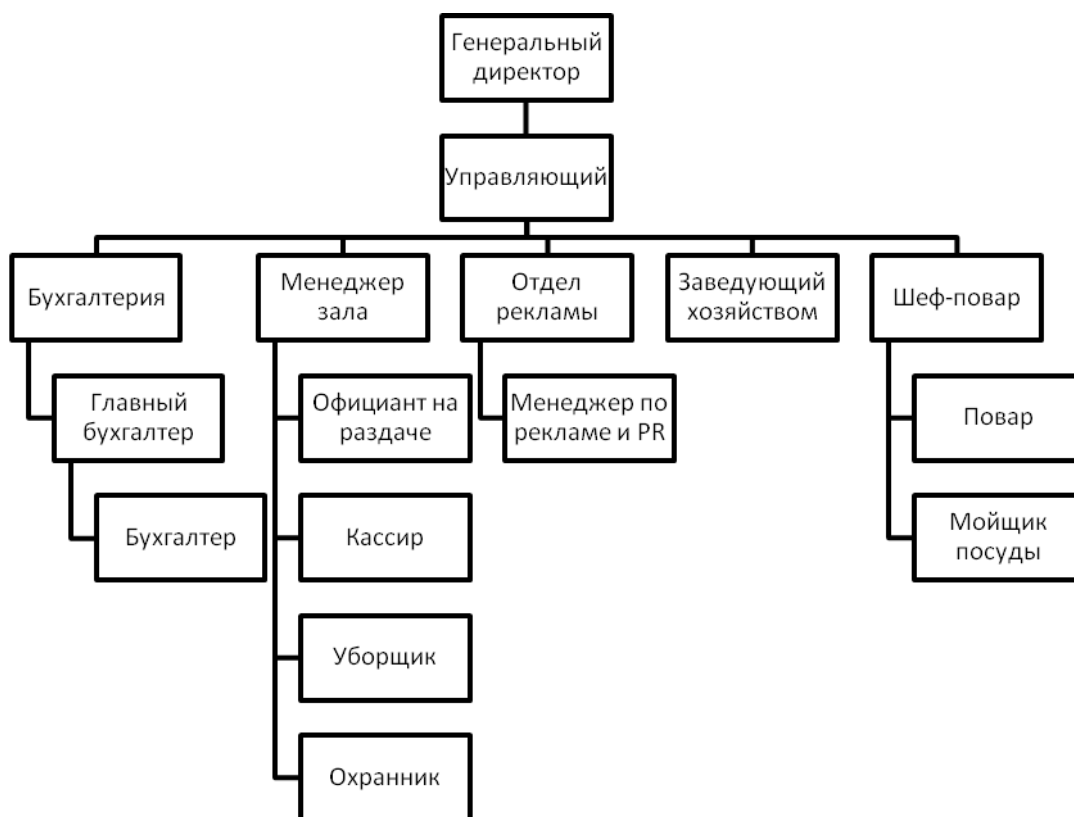 Генеральный
директор
Управляющий
Бухгалтерия
Менеджер
зала
Отдел
рекламы
Заведующий
хозяйством
Шеф-повар
Главный
бухгалтер
Официант на
раздаче
Менеджер по
рекламе и PR
Повар
Бухгалтер
Кассир
Мойщик
посуды
Уборщик
Охранник